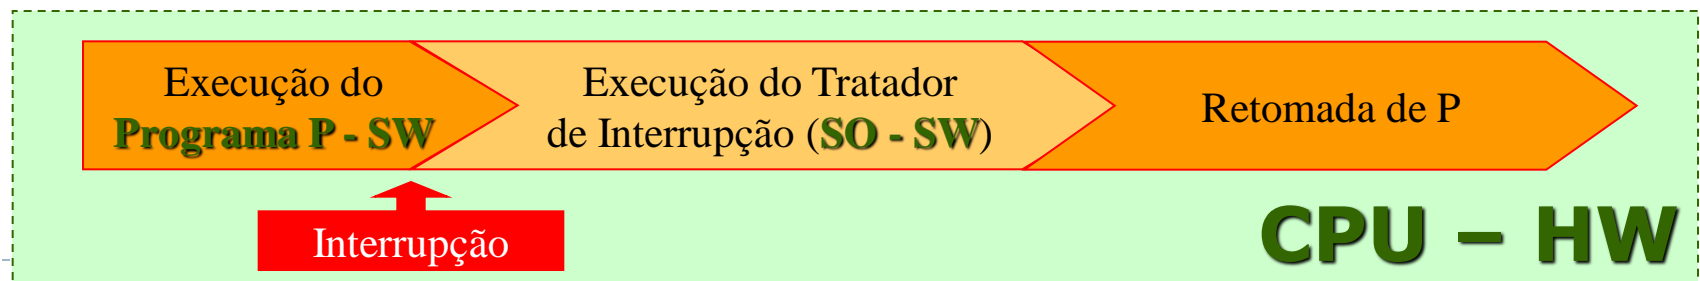 Execução do
Programa P - SW
Execução do Tratador
de Interrupção (SO - SW)
Retomada de P
Interrupção
CPU – HW